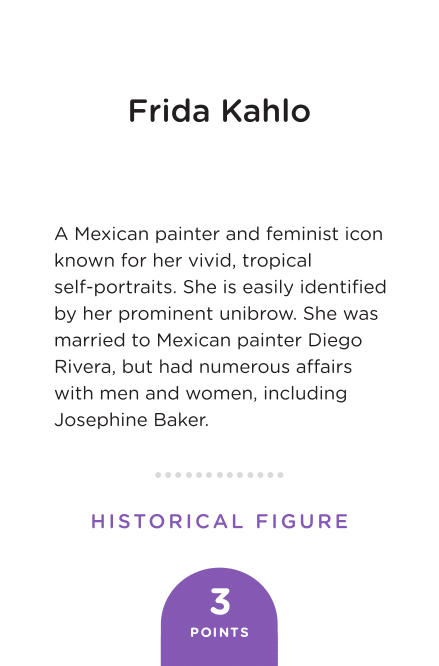 Frida Kahlo
A Mexican painter and feminist icon
known for her vivid, tropical
self-portraits. She is easily identified
by her prominent unibrow. She was
married to Mexican painter Diego
Rivera, but had numerous affairs
with men and women, including
Josephine Baker.
HISTORICAL FIGURE
3
POINTS